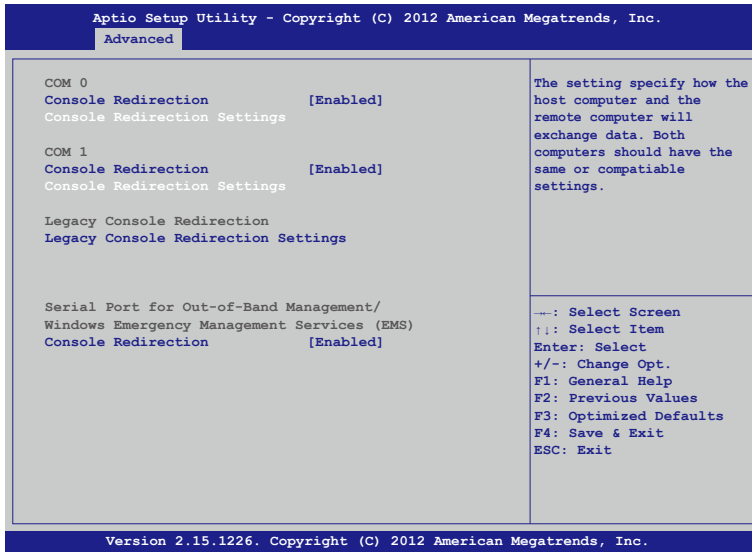 Aptio Setup Utility - Copyright (C) 2012 American Megatrends, Inc.
Advanced
COM 0
Console Redirection [Enabled]
Console Redirection Settings
COM 1
Console Redirection [Enabled]
Console Redirection Settings
Legacy Console Redirection
Legacy Console Redirection Settings
Serial Port for Out-of-Band Management/
Windows Emergency Management Services (EMS)
Console Redirection [Enabled]
The setting specify how the
host computer and the
remote computer will
exchange data. Both
computers should have the
same or compatiable
settings.
→←: Select Screen
↑↓: Select Item
Enter: Select
+/-: Change Opt.
F1: General Help
F2: Previous Values
F3: Optimized Defaults
F4: Save & Exit
ESC: Exit
Version 2.15.1226. Copyright (C) 2012 American Megatrends, Inc.